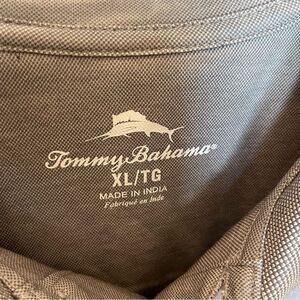 Tommy Bahama®
XL/TG
MADE IN INDIA
Fabriqué en Inde